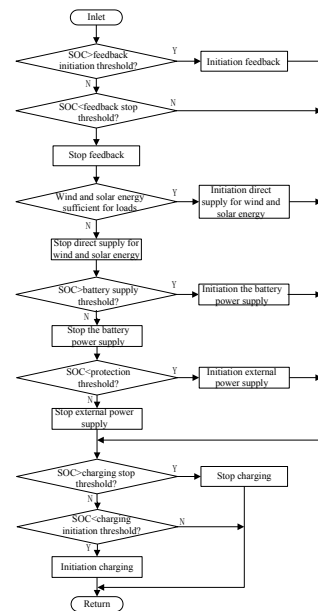 Inlet
SOC>feedback
initiation threshold?
Y
Initiation feedback
N
SOC<feedback stop
threshold?
N
Y
Stop feedback
Wind and solar energy
sufficient for loads
Y
Initiation direct
supply for wind and
solar energy
N
Stop direct supply for
wind and solar energy
SOC>battery supply
threshold?
Y
Initiation the battery
power supply
N
Stop the battery
power supply
SOC<protection
threshold?
Y
Initiation external
power supply
N
Stop external power
supply
SOC>charging stop
threshold?
Y
Stop charging
N
SOC<charging
initiation threshold?
N
Y
Initiation charging
Return